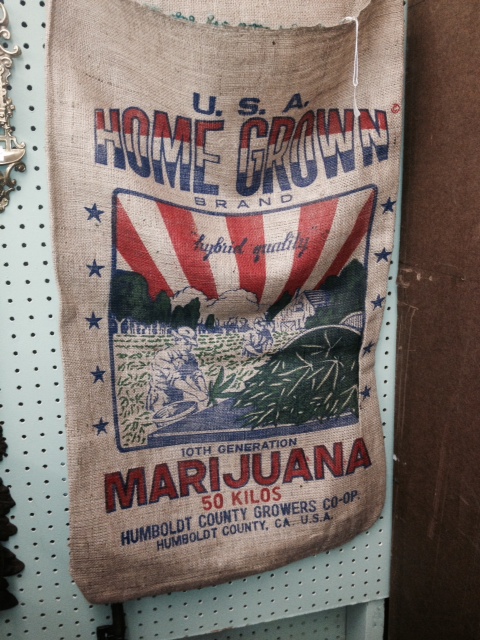 U.S.A.
HOME GROWN ©
BRAND
"hybrid quality"
10TH GENERATION
MARIJUANA
50 KILOS
HUMBOLDT COUNTY GROWERS CO-OP.
HUMBOLDT COUNTY, CA. U.S.A.